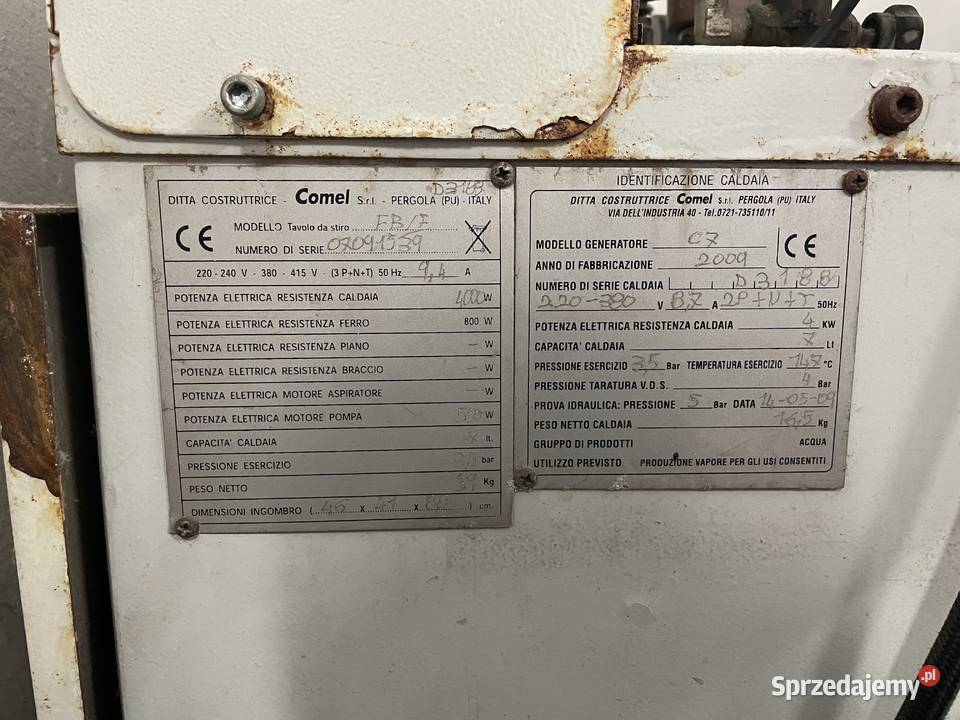 DITTA COSTRUTTRICE - Comel S.r.l. - PERGOLA (PU) - ITALY
MODELLO Tavolo da stiro FB/F
NUMERO DI SERIE 07091539
CE
220-240 V - 380 - 415 V - (3 P+N+T) 50 Hz 9,4 A
POTENZA ELETTRICA RESISTENZA CALDAIA 4000 W
POTENZA ELETTRICA RESISTENZA FERRO 800 W
POTENZA ELETTRICA RESISTENZA PIANO — W
POTENZA ELETTRICA RESISTENZA BRACCIO — W
POTENZA ELETTRICA MOTORE ASPIRATORE — W
POTENZA ELETTRICA MOTORE POMPA W
CAPACITA' CALDAIA lt.
PRESSIONE ESERCIZIO bar
PESO NETTO Kg
DIMENSIONI INGOMBRO (46 x 41 x ) cm.
IDENTIFICAZIONE CALDAIA
DITTA COSTRUTTRICE Comel S.r.l. PERGOLA (PU) ITALY
VIA DELL'INDUSTRIA 40 - Tel.0721-735110/11
MODELLO GENERATORE C7
CE
ANNO DI FABBRICAZIONE 2009
NUMERO DI SERIE CALDAIA D3188
220-380 V 8,7 A 2P+N+T 50Hz
POTENZA ELETTRICA RESISTENZA CALDAIA 4 KW
CAPACITÀ CALDAIA 7 Lt
PRESSIONE ESERCIZIO 3,5 Bar TEMPERATURA ESERCIZIO 147 °C
PRESSIONE TARATURA V.D.S. 4 Bar
PROVA IDRAULICA: PRESSIONE 5 Bar DATA 14-05-09
PESO NETTO CALDAIA 16,5 Kg
GRUPPO DI PRODOTTI ACQUA
UTILIZZO PREVISTO PRODUZIONE VAPORE PER GLI USI CONSENTITI
Sprzedajemy.pl